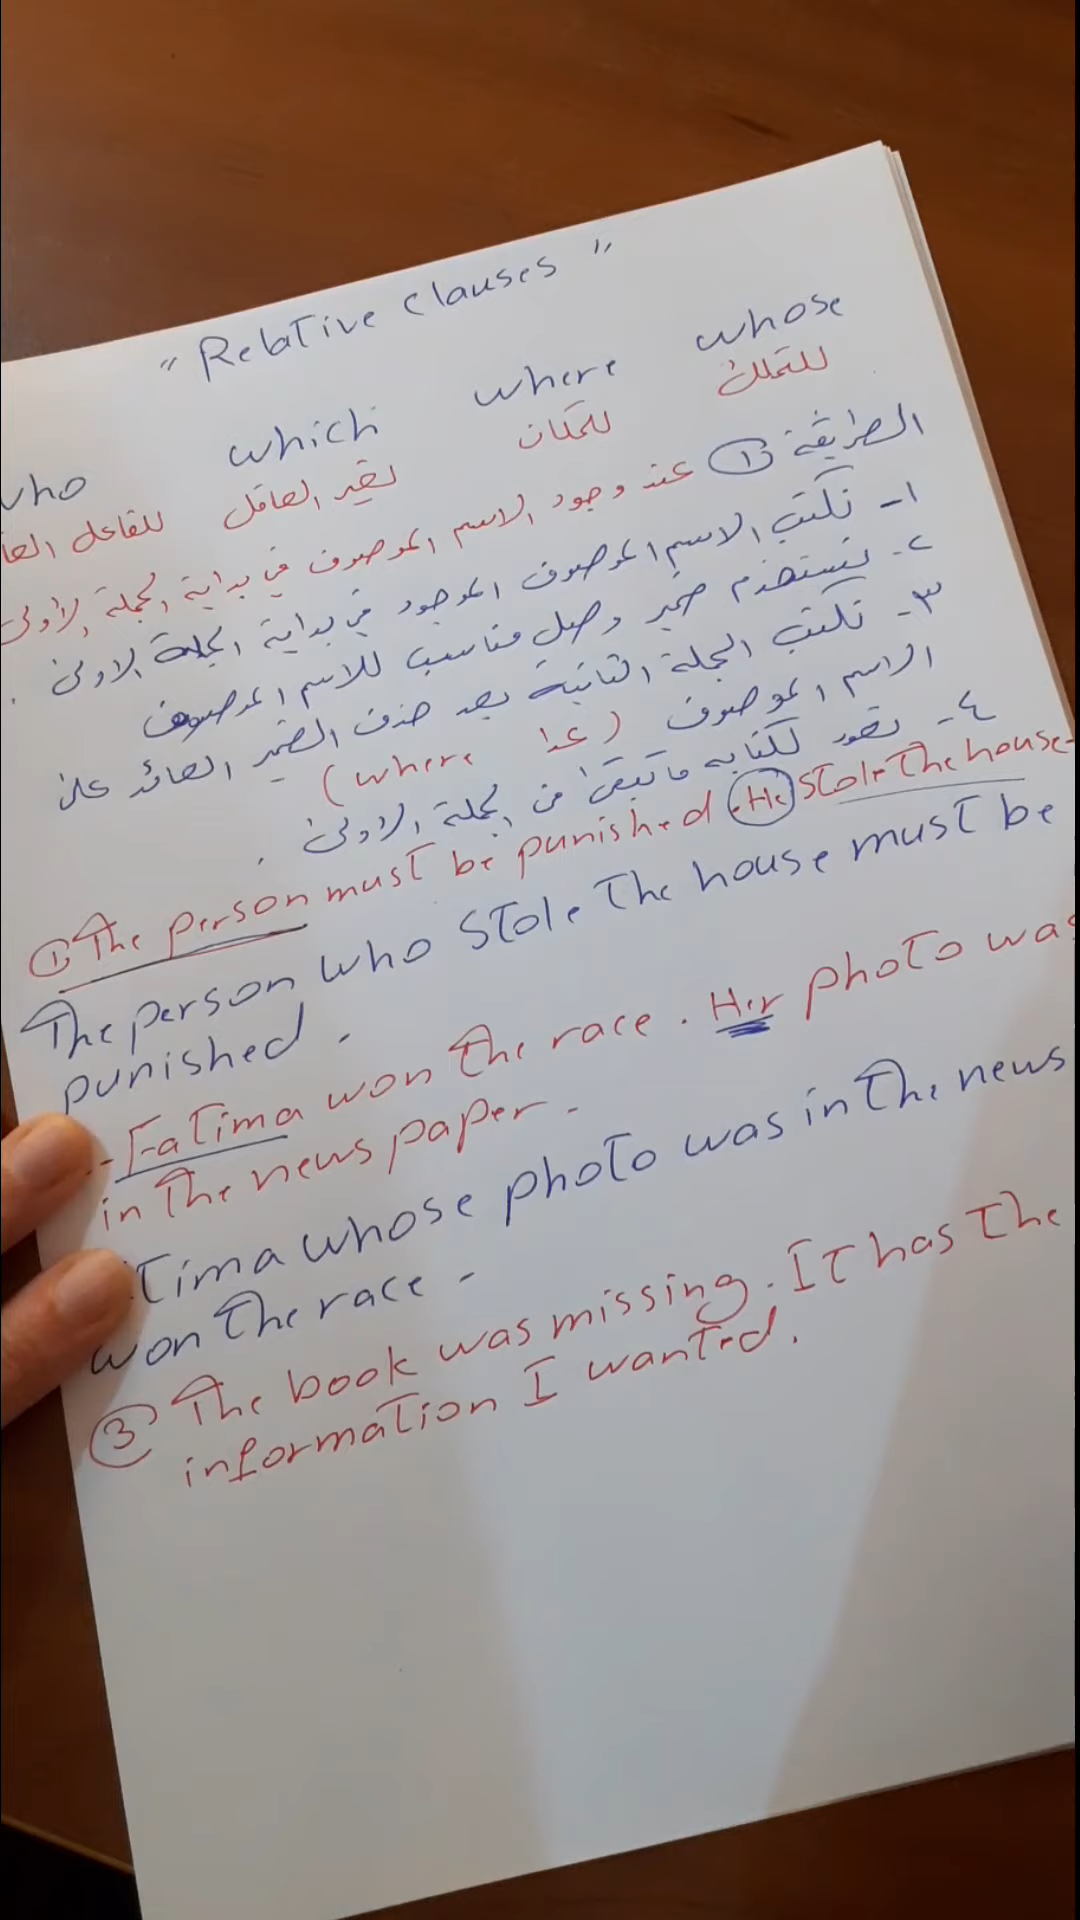 " Relative clauses "
who which where whose
للفاعل العا لغير العاقل للمكان للتملك
الطريقة ① عند وجود الاسم الموصوف في بداية الجملة الأولى
١- نكتب الاسم الموصوف الموجود في بداية الجملة الاولى .
٢- نستخدم ضمير وصل مناسب للاسم الموصوف
٣- نكتب الجملة الثانية بعد حذف الضمير العائد على
الاسم الموصوف (عدا where)
٤- نعود لكتابه ما تبقى من الجملة الاولى .
① The person must be punished . He stole the house-
The person who stole the house must be
punished .
- Fatima won the race . Her photo was
in the news paper .
tima whose photo was in the news
won the race -
③ The book was missing . It has the
information I wanted .